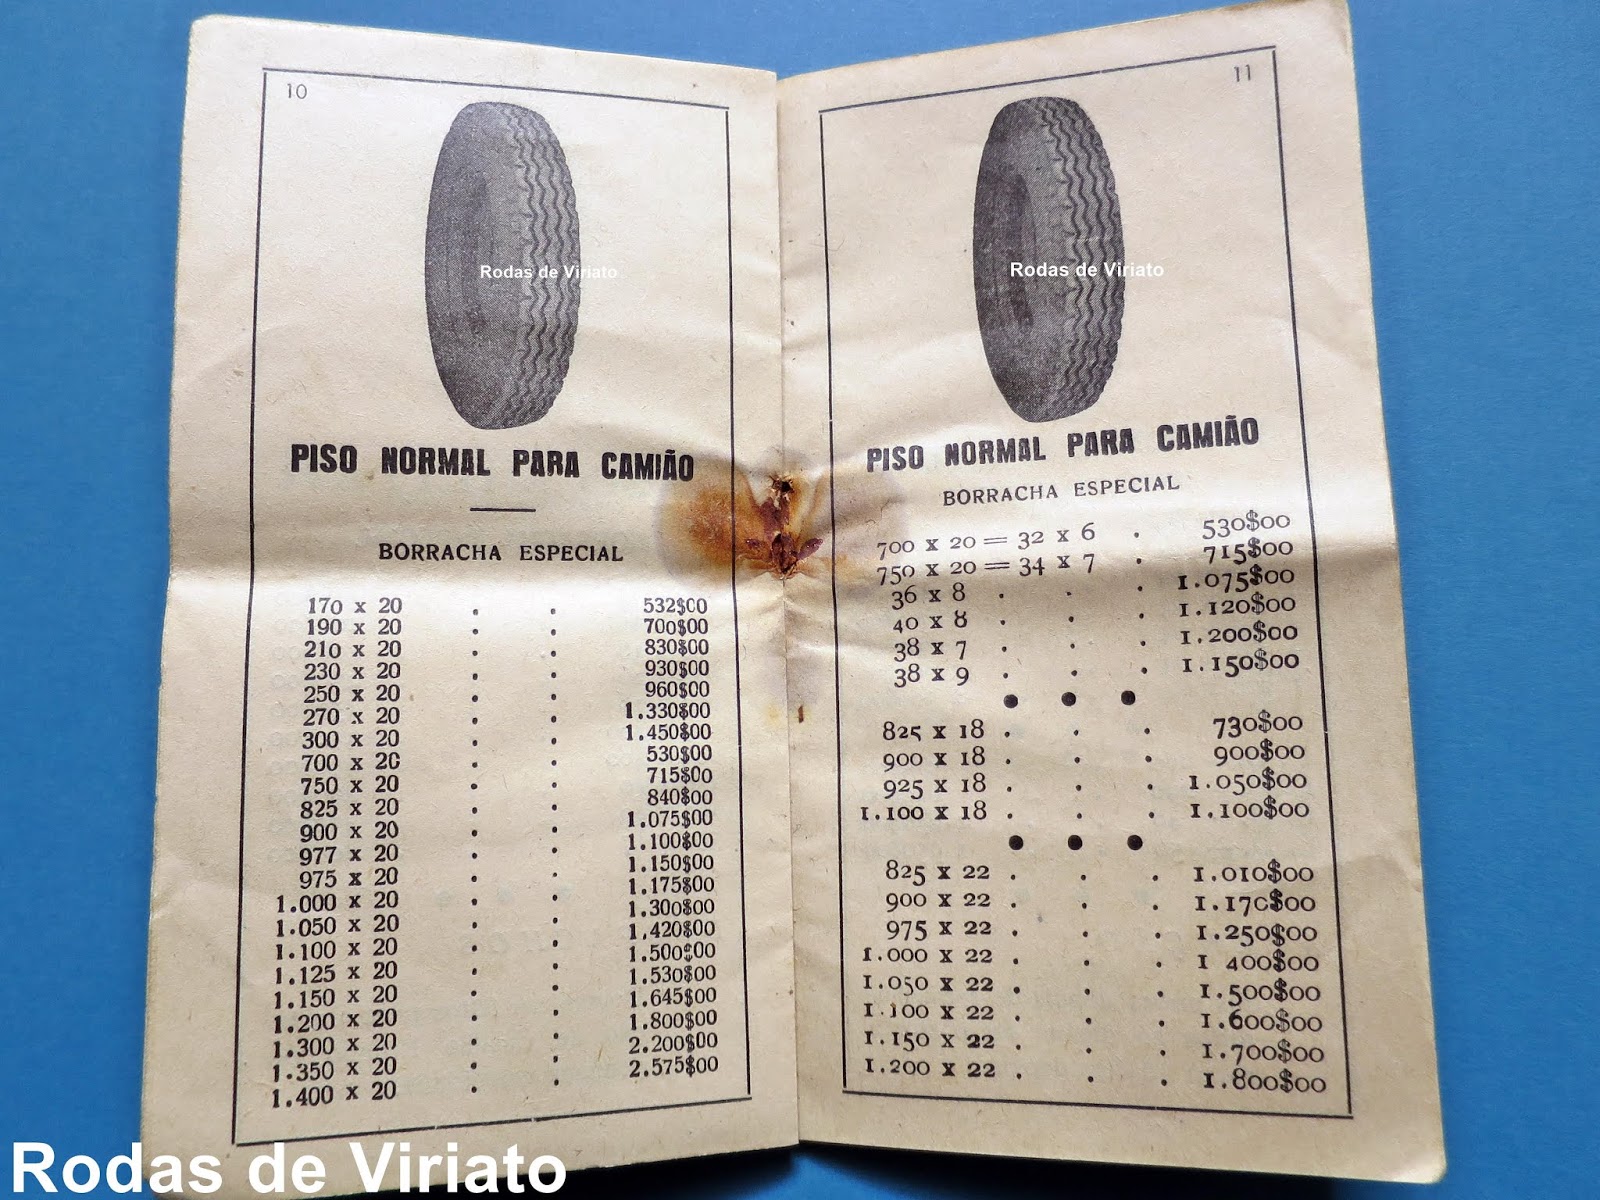 10
Rodas de Viriato
PISO NORMAL PARA CAMIÃO
BORRACHA ESPECIAL
170 x 20 . . 532$00
190 x 20 . . 700$00
210 x 20 . . 830$00
230 x 20 . . 930$00
250 x 20 . . 960$00
270 x 20 . . 1.330$00
300 x 20 . . 1.450$00
700 x 20 . . 530$00
750 x 20 . . 715$00
825 x 20 . . 840$00
900 x 20 . . 1.075$00
977 x 20 . . 1.100$00
975 x 20 . . 1.150$00
1.000 x 20 . . 1.175$00
1.050 x 20 . . 1.300$00
1.100 x 20 . . 1.420$00
1.125 x 20 . . 1.500$00
1.150 x 20 . . 1.530$00
1.200 x 20 . . 1.645$00
1.300 x 20 . . 1.800$00
1.350 x 20 . . 2.200$00
1.400 x 20 . . 2.575$00
11
Rodas de Viriato
PISO NORMAL PARA CAMIÃO
BORRACHA ESPECIAL
700 x 20 = 32 x 6 . 530$00
750 x 20 = 34 x 7 . 715$00
36 x 8 . . . 1.075$00
40 x 8 . . . 1.120$00
38 x 7 . . . 1.200$00
38 x 9 . . . 1.150$00
● ● ●
825 x 18 . . . 730$00
900 x 18 . . . 900$00
925 x 18 . . . 1.050$00
1.100 x 18 . . . 1.100$00
● ● ●
825 x 22 . . . 1.010$00
900 x 22 . . . 1.170$00
975 x 22 . . . 1.250$00
1.000 x 22 . . . 1 400$00
1.050 x 22 . . . 1.500$00
1.100 x 22 . . . 1.600$00
1.150 x 22 . . . 1.700$00
1.200 x 22 . . . 1.800$00
Rodas de Viriato